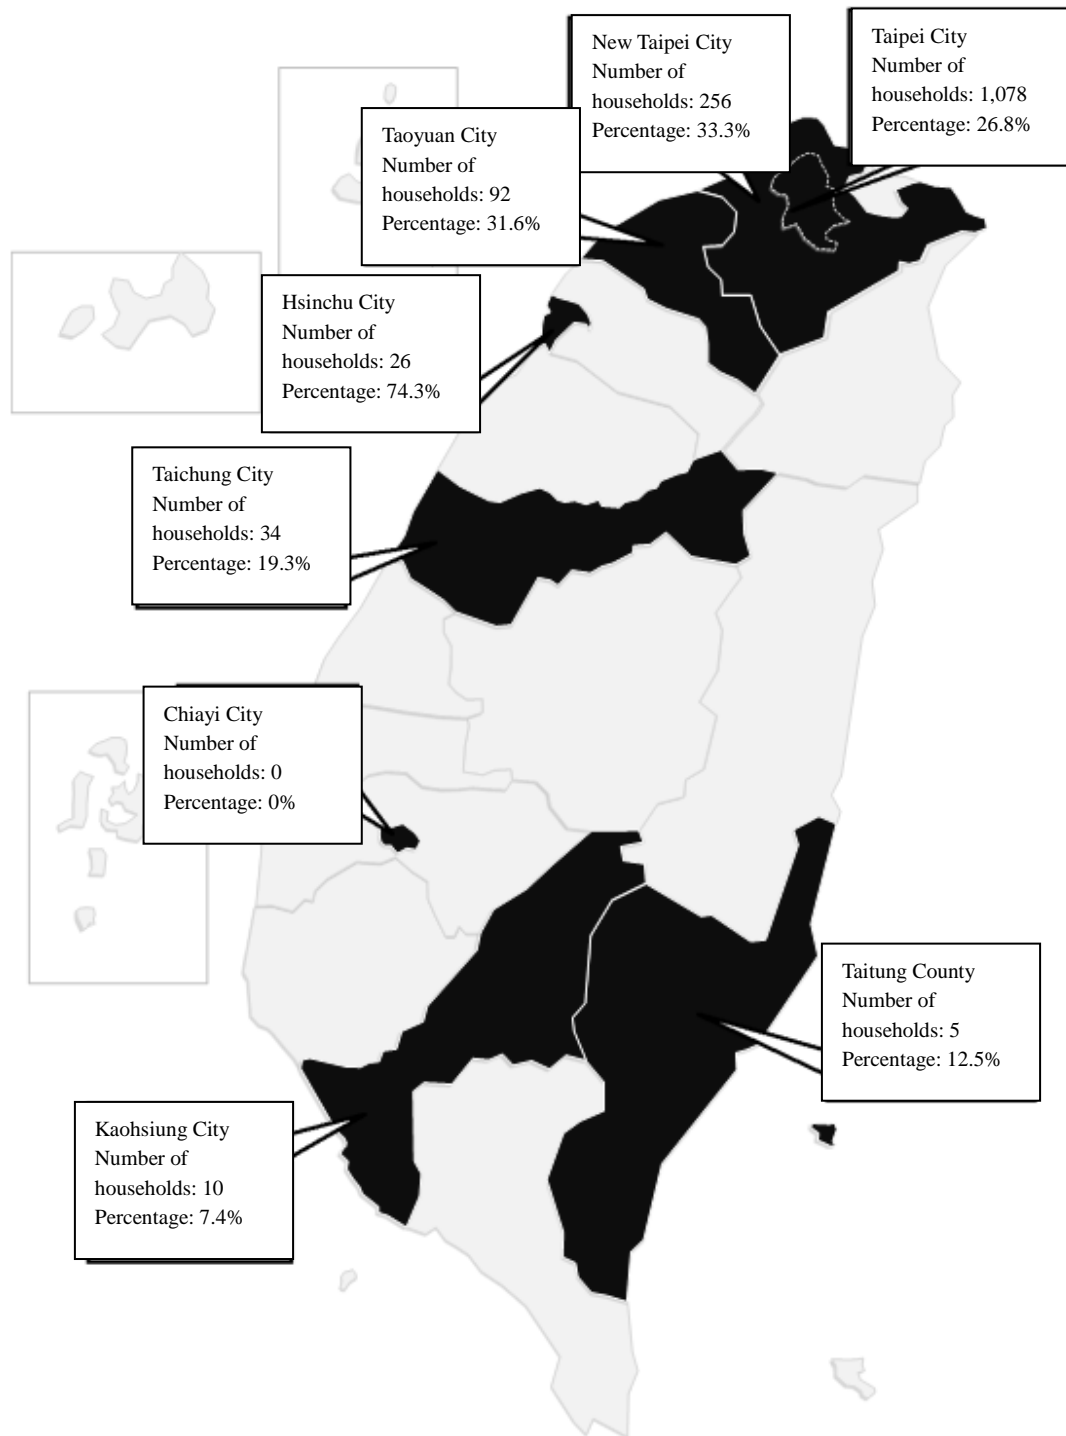 New Taipei City
Number of
households: 256
Percentage: 33.3%
Taipei City
Number of
households: 1,078
Percentage: 26.8%
Taoyuan City
Number of
households: 92
Percentage: 31.6%
Hsinchu City
Number of
households: 26
Percentage: 74.3%
Taichung City
Number of
households: 34
Percentage: 19.3%
Chiayi City
Number of
households: 0
Percentage: 0%
Taitung County
Number of
households: 5
Percentage: 12.5%
Kaohsiung City
Number of
households: 10
Percentage: 7.4%